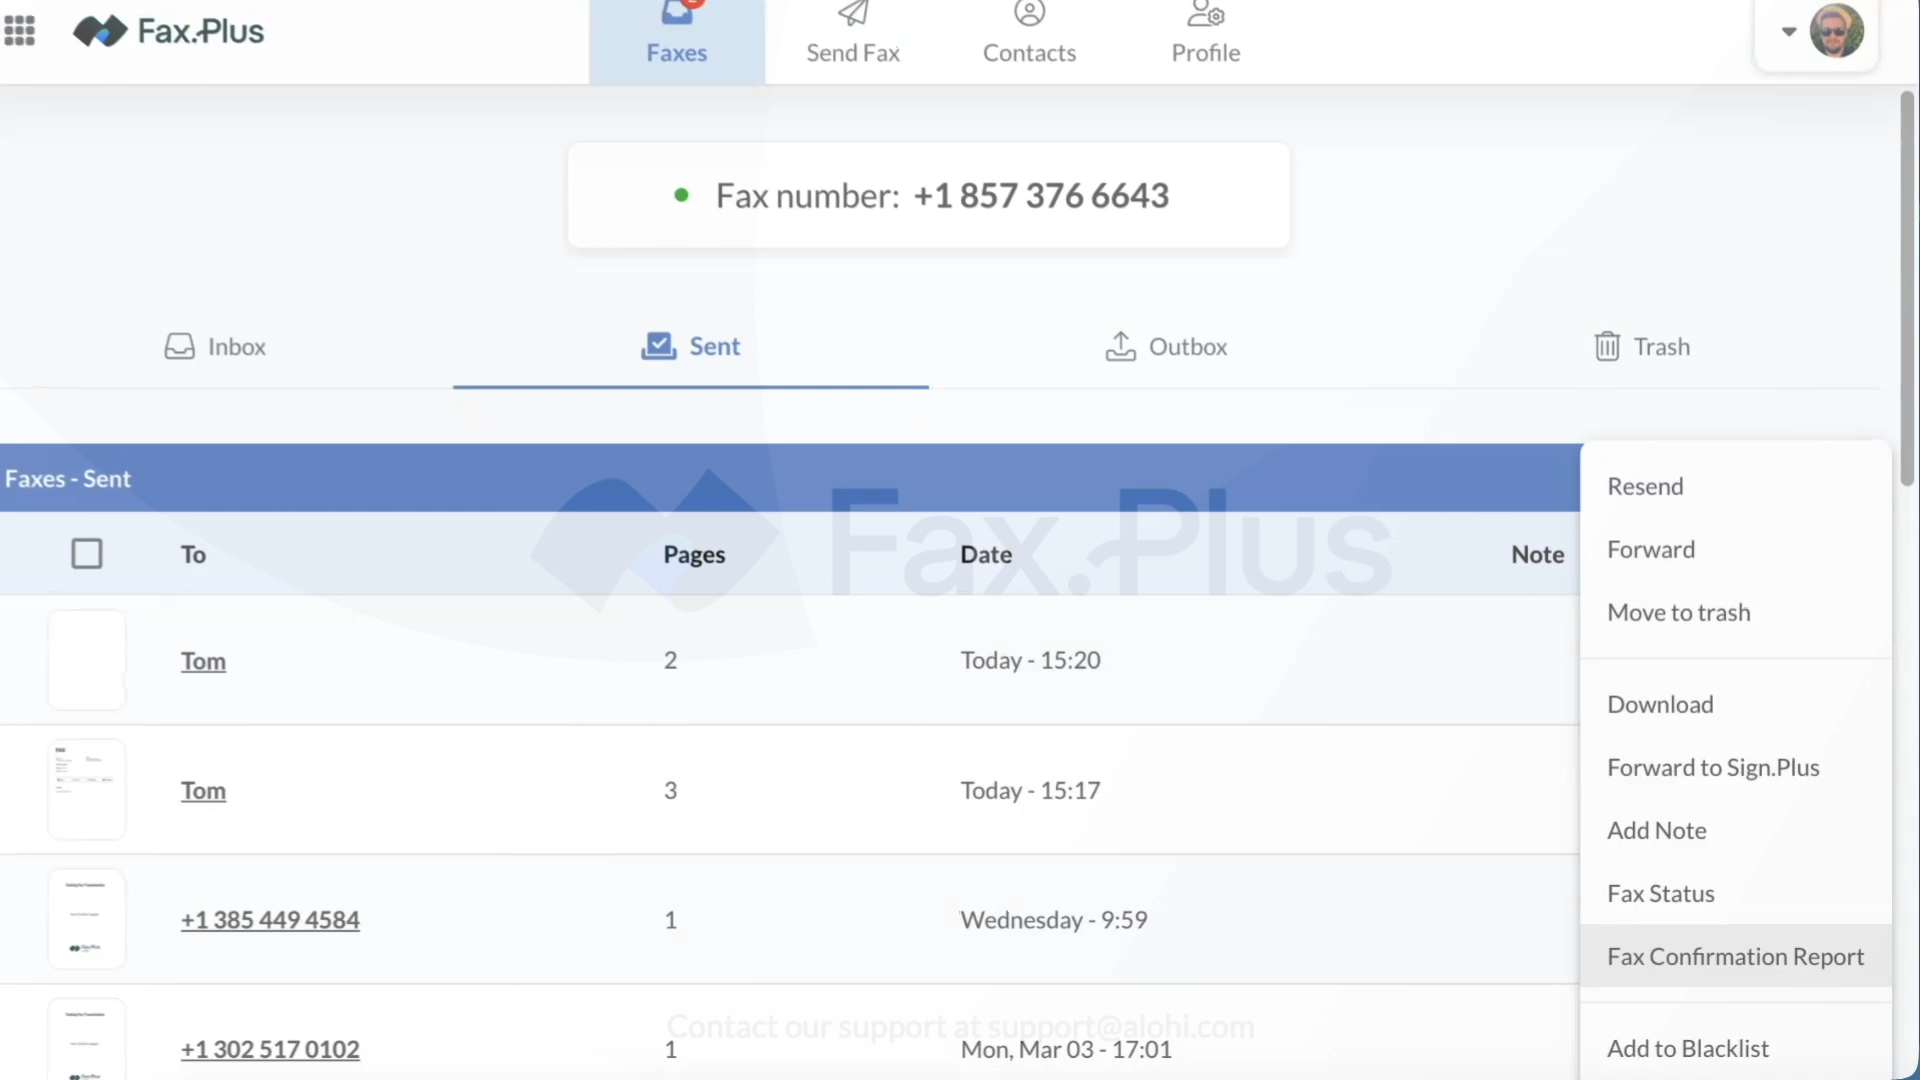 Fax.Plus
Faxes
Send Fax
Contacts
Profile
Fax number: +1 857 376 6643
Inbox
Sent
Outbox
Trash
Faxes - Sent
Fax.Plus
To
Pages
Date
Note
Tom
2
Today - 15:20
Tom
3
Today - 15:17
+1 385 449 4584
1
Wednesday - 9:59
+1 302 517 0102
1
Mon, Mar 03 - 17:01
Contact our support at support@alohi.com
Resend
Forward
Move to trash
Download
Forward to Sign.Plus
Add Note
Fax Status
Fax Confirmation Report
Add to Blacklist